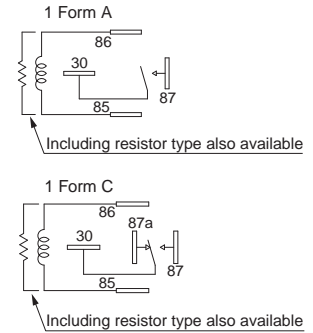 1 Form A
86
30
87
85
Including resistor type also available
1 Form C
86
87a
30
87
85
Including resistor type also available